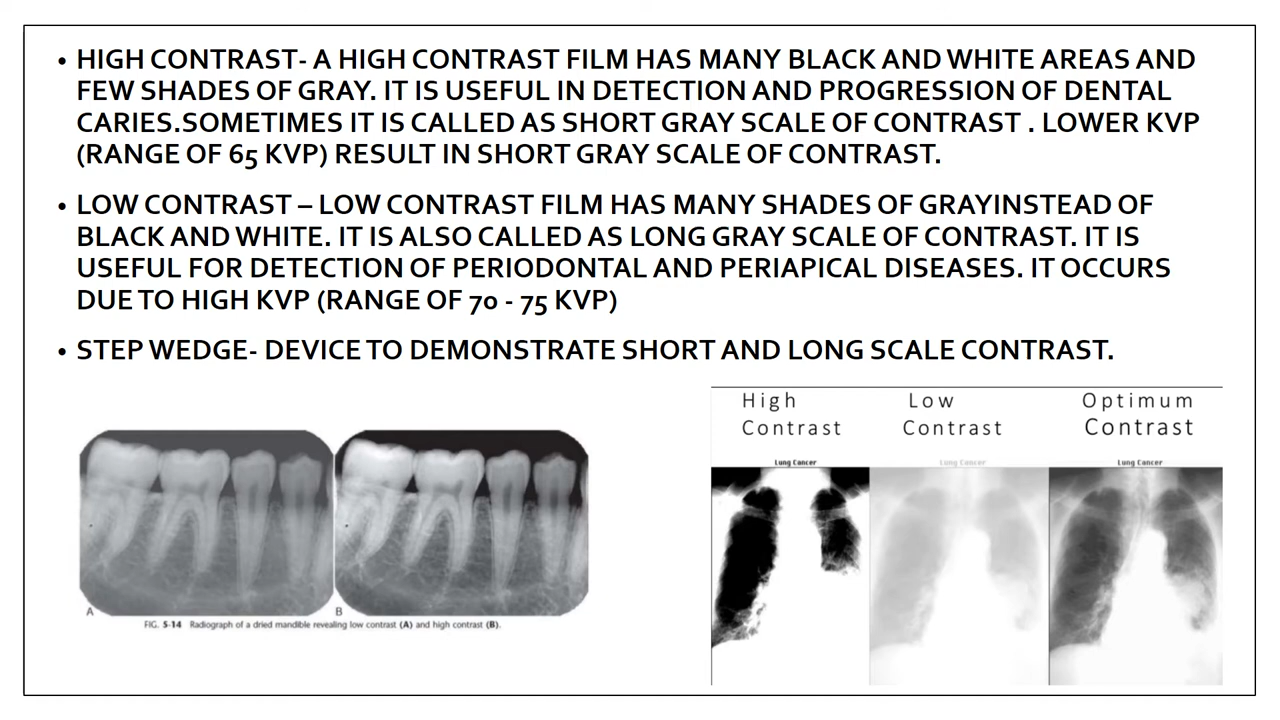 • HIGH CONTRAST- A HIGH CONTRAST FILM HAS MANY BLACK AND WHITE AREAS AND
FEW SHADES OF GRAY. IT IS USEFUL IN DETECTION AND PROGRESSION OF DENTAL
CARIES.SOMETIMES IT IS CALLED AS SHORT GRAY SCALE OF CONTRAST . LOWER KVP
(RANGE OF 65 KVP) RESULT IN SHORT GRAY SCALE OF CONTRAST.
• LOW CONTRAST – LOW CONTRAST FILM HAS MANY SHADES OF GRAYINSTEAD OF
BLACK AND WHITE. IT IS ALSO CALLED AS LONG GRAY SCALE OF CONTRAST. IT IS
USEFUL FOR DETECTION OF PERIODONTAL AND PERIAPICAL DISEASES. IT OCCURS
DUE TO HIGH KVP (RANGE OF 70 - 75 KVP)
• STEP WEDGE- DEVICE TO DEMONSTRATE SHORT AND LONG SCALE CONTRAST.
A
B
FIG. 5-14 Radiograph of a dried mandible revealing low contrast (A) and high contrast (B).
High Contrast
Low Contrast
Optimum Contrast
Lung Cancer
Lung Cancer
Lung Cancer